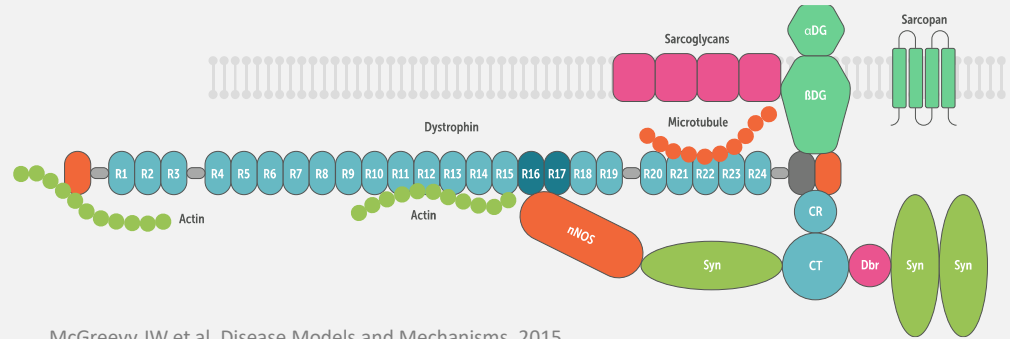 αDG
Sarcopan
Sarcoglycans
ßDG
Microtubule
Dystrophin
R1 R2 R3 R4 R5 R6 R7 R8 R9 R10 R11 R12 R13 R14 R15 R16 R17 R18 R19 R20 R21 R22 R23 R24
Actin
Actin
CR
nNOS
Syn
CT
Dbr
Syn
Syn
McGreevy JW et al. Disease Models and Mechanisms, 2015